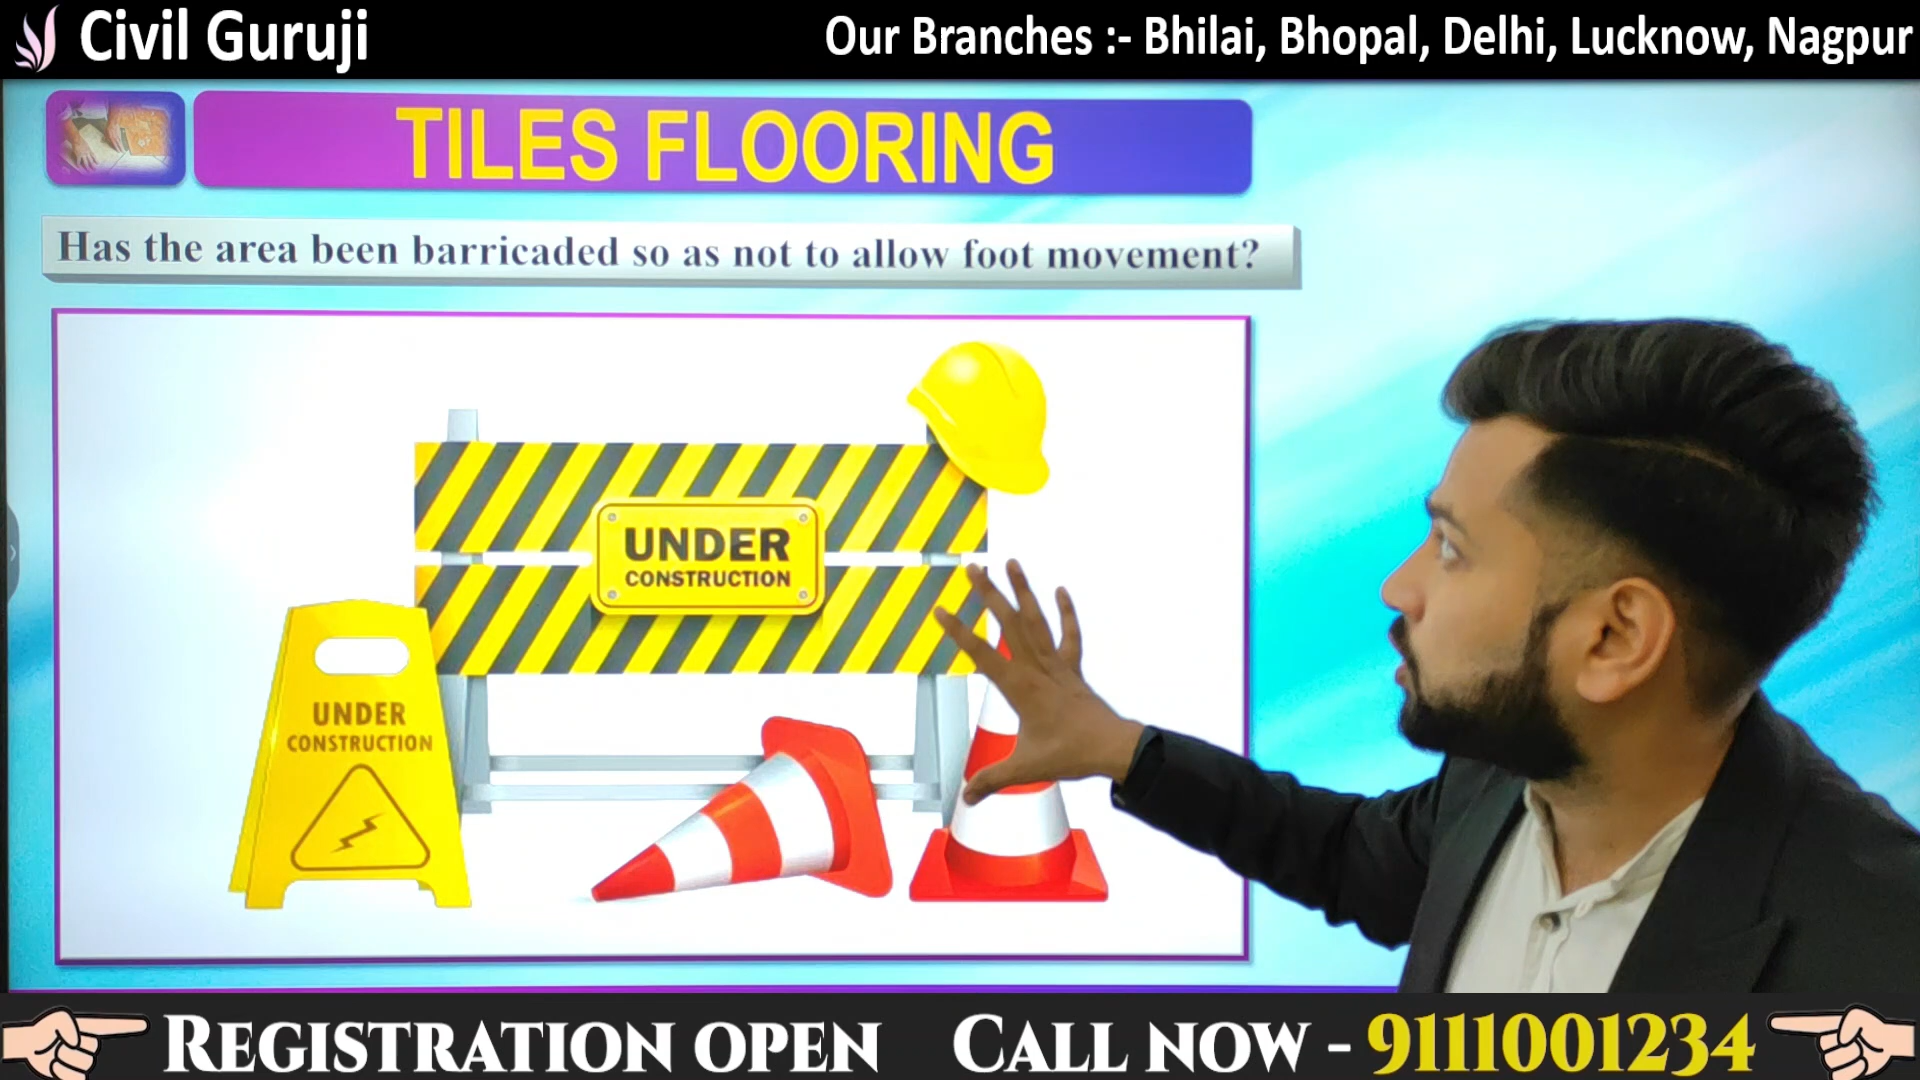 Civil Guruji
Our Branches :- Bhilai, Bhopal, Delhi, Lucknow, Nagpur
TILES FLOORING
Has the area been barricaded so as not to allow foot movement?
UNDER
CONSTRUCTION
UNDER
CONSTRUCTION
REGISTRATION OPEN CALL NOW - 9111001234